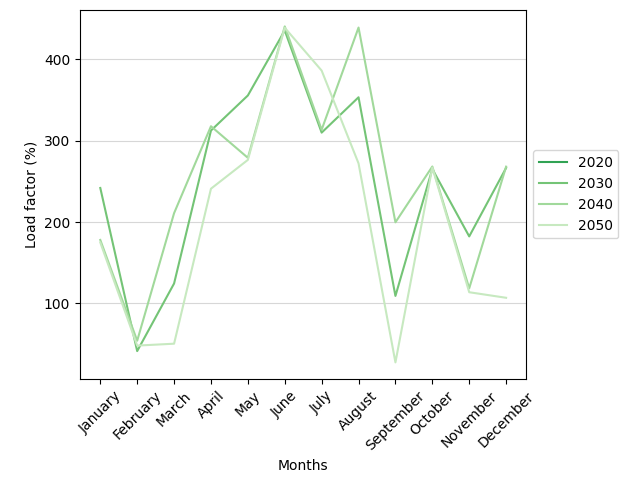 400
300
200
100
Load factor (%)
January
February
March
April
May
June
July
August
September
October
November
December
Months
2020
2030
2040
2050